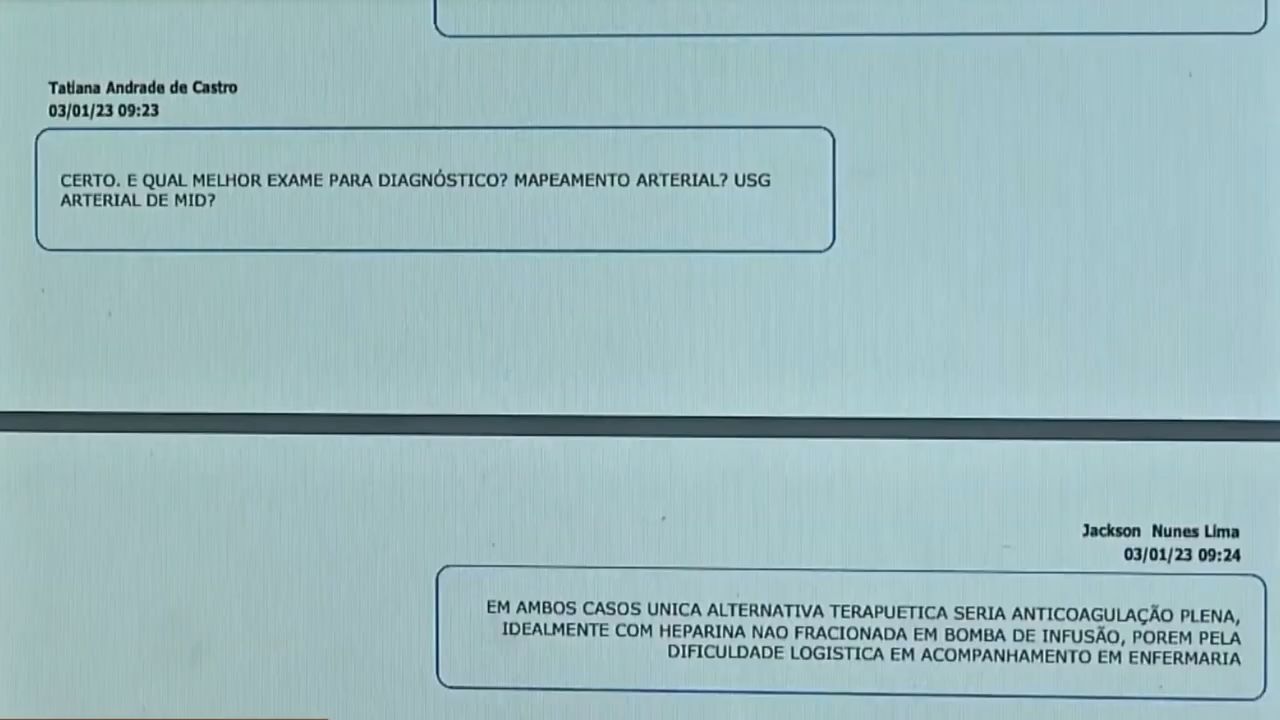 Tatiana Andrade de Castro
03/01/23 09:23
CERTO. E QUAL MELHOR EXAME PARA DIAGNÓSTICO? MAPEAMENTO ARTERIAL? USG
ARTERIAL DE MID?
Jackson Nunes Lima
03/01/23 09:24
EM AMBOS CASOS UNICA ALTERNATIVA TERAPUETICA SERIA ANTICOAGULAÇÃO PLENA,
IDEALMENTE COM HEPARINA NAO FRACIONADA EM BOMBA DE INFUSÃO, POREM PELA
DIFICULDADE LOGISTICA EM ACOMPANHAMENTO EM ENFERMARIA